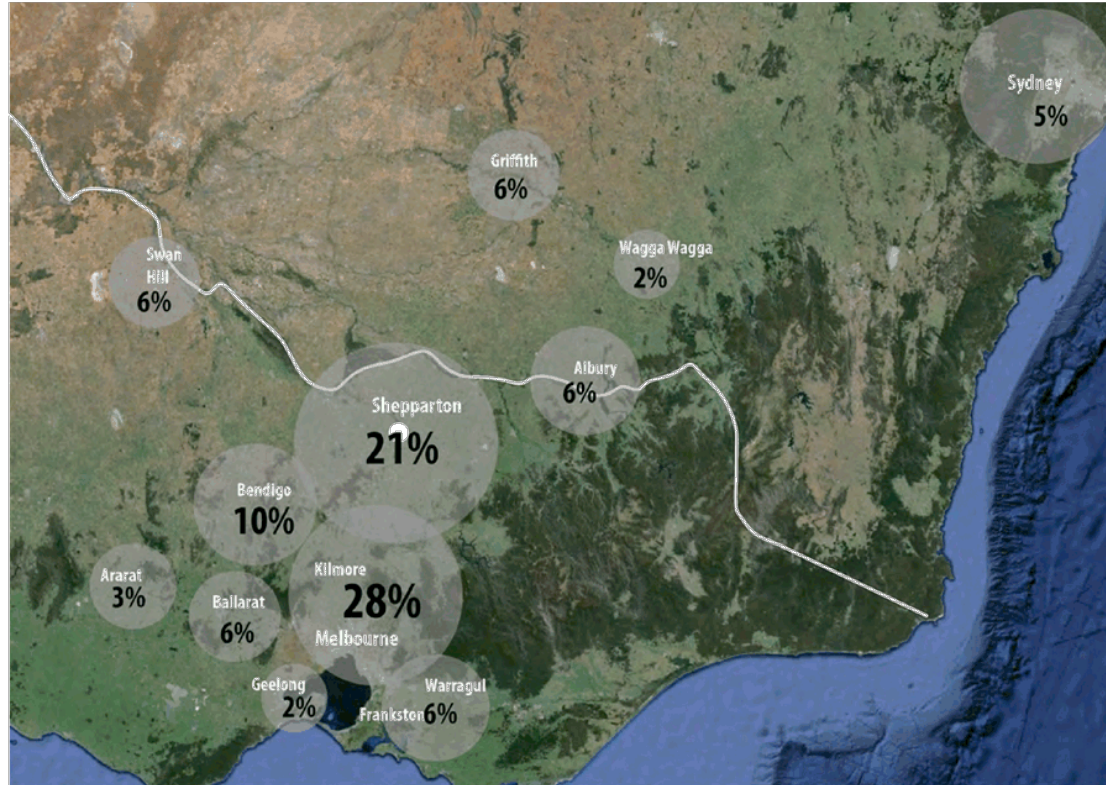 Sydney
5%
Griffith
6%
Wagga Wagga
2%
Swan
Hill
6%
Albury
6%
Shepparton
21%
Bendigo
10%
Kilmore
28%
Melbourne
Ararat
3%
Ballarat
6%
Geelong
2%
Warragul
Frankston 6%